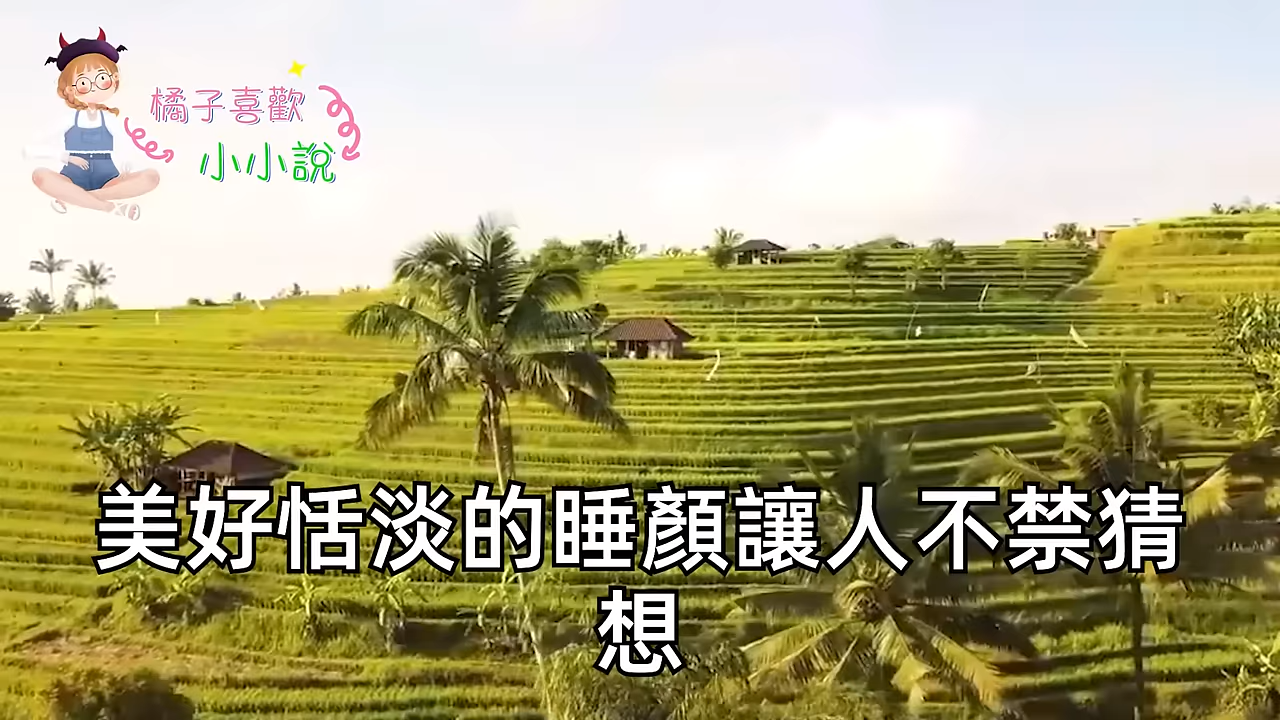 橘子喜歡
小小說
美好恬淡的睡顏讓人不禁猜
想